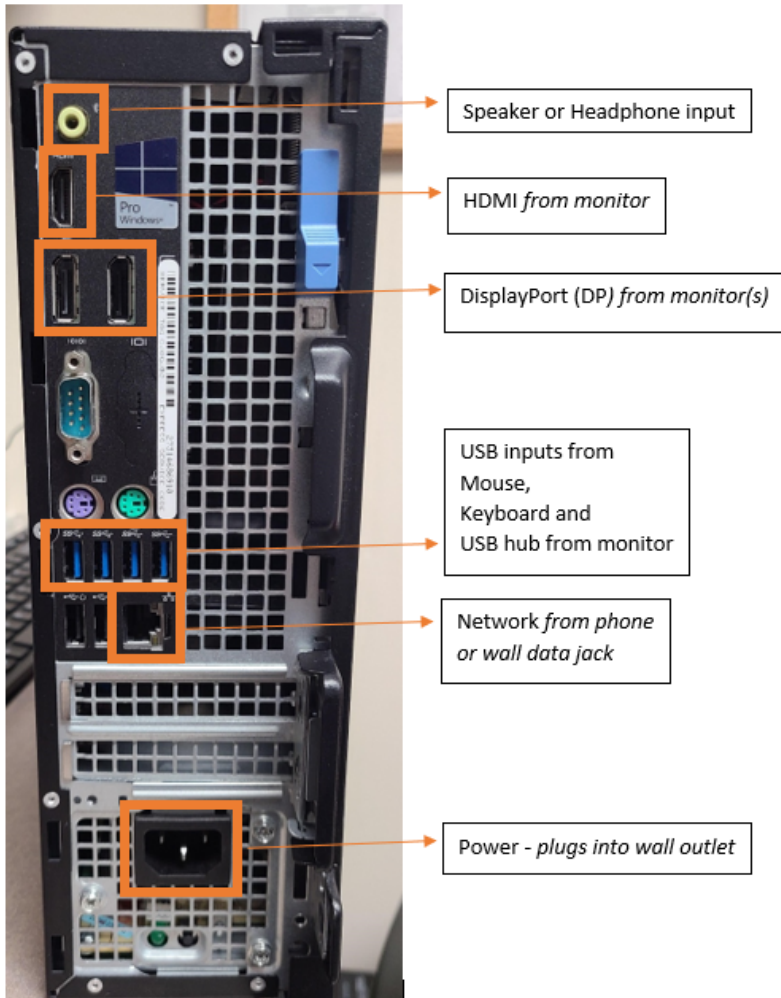 Speaker or Headphone input
HDMI
HDMI from monitor
Pro
Windows
DisplayPort (DP) from monitor(s)
USB inputs from
Mouse,
Keyboard and
USB hub from monitor
Network from phone
or wall data jack
Power - plugs into wall outlet